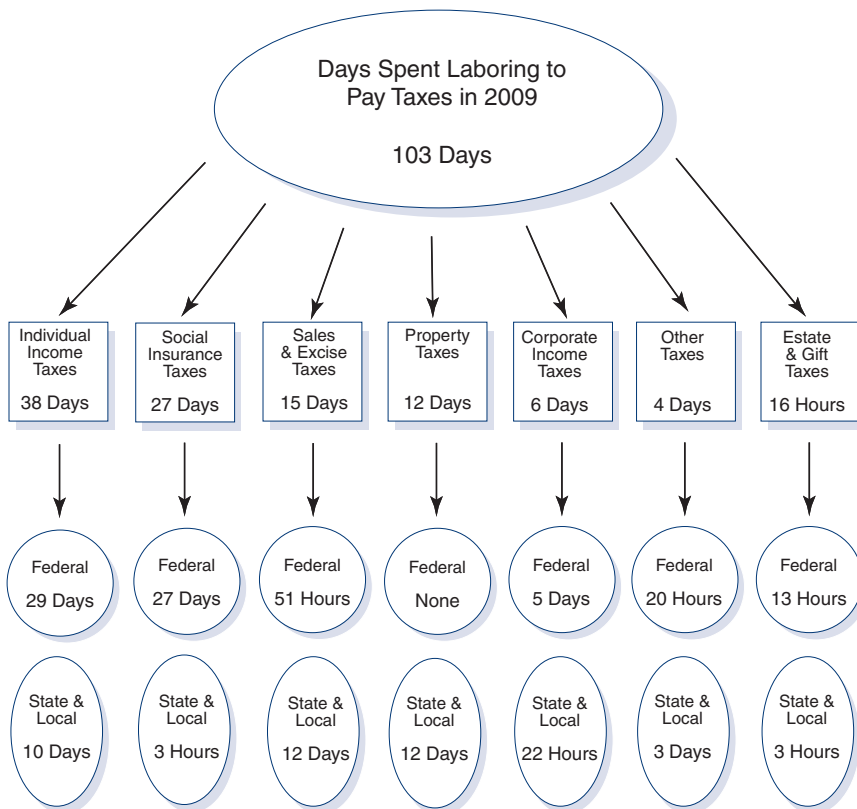 Days Spent Laboring to
Pay Taxes in 2009
103 Days
Individual
Income
Taxes
38 Days
Social
Insurance
Taxes
27 Days
Sales
& Excise
Taxes
15 Days
Property
Taxes
12 Days
Corporate
Income
Taxes
6 Days
Other
Taxes
4 Days
Estate
& Gift
Taxes
16 Hours
Federal
29 Days
Federal
27 Days
Federal
51 Hours
Federal
None
Federal
5 Days
Federal
20 Hours
Federal
13 Hours
State &
Local
10 Days
State &
Local
3 Hours
State &
Local
12 Days
State &
Local
12 Days
State &
Local
22 Hours
State &
Local
3 Days
State &
Local
3 Hours